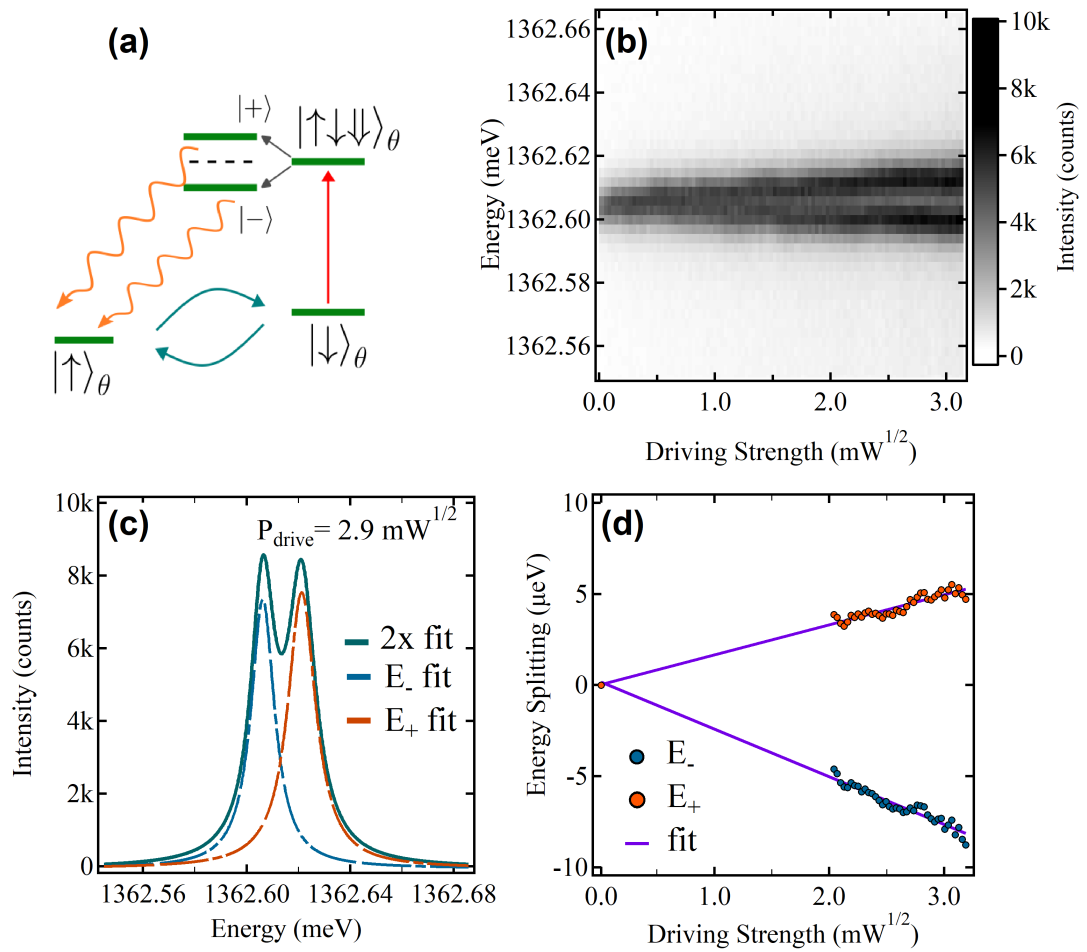 (a)
|+⟩
|↑↓⇓⟩θ
|−⟩
|↑⟩θ
|↓⟩θ
(b)
1362.66
1362.64
1362.62
1362.60
1362.58
1362.56
Energy (meV)
0.0 1.0 2.0 3.0
Driving Strength (mW1/2)
10k
8k
6k
4k
2k
0
Intensity (counts)
(c)
Pdrive= 2.9 mW1/2
10k
8k
6k
4k
2k
0
Intensity (counts)
2x fit
E- fit
E+ fit
1362.56 1362.60 1362.64 1362.68
Energy (meV)
(d)
10
5
0
-5
-10
Energy Splitting (μeV)
E-
E+
fit
0.0 1.0 2.0 3.0
Driving Strength (mW1/2)